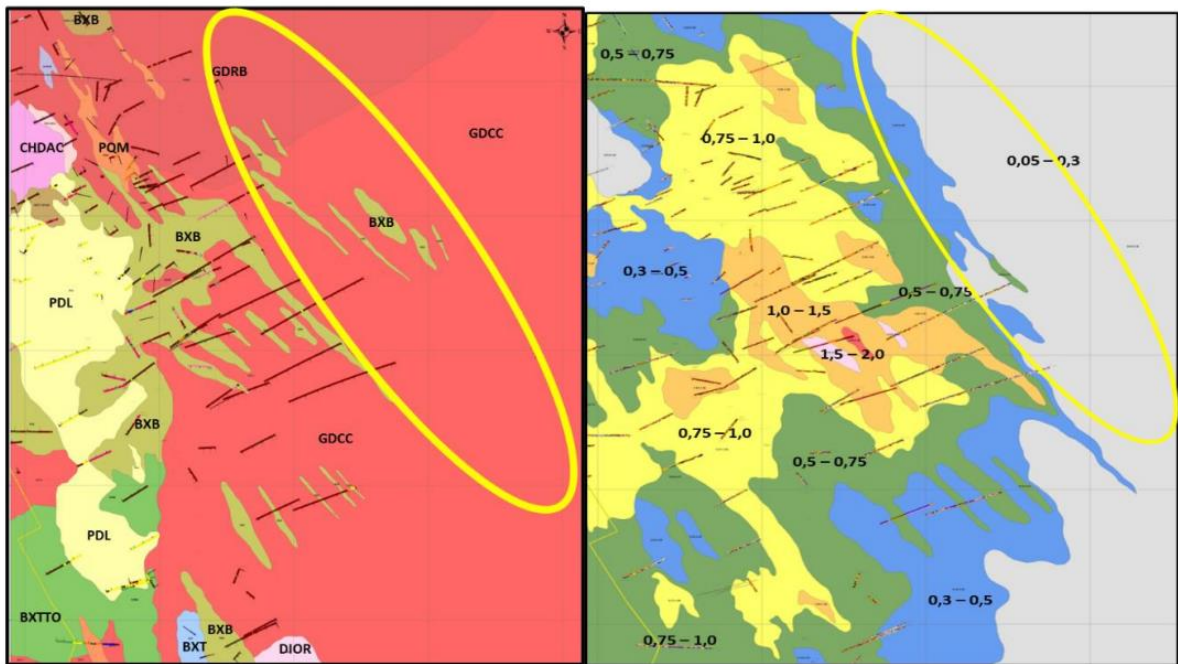 BXB
GDRB
GDCC
CHDAC
PQM
BXB
BXB
PDL
BXB
GDCC
PDL
BXTTO
BXB
BXT
DIOR
0,5 – 0,75
0,75 – 1,0
0,05 – 0,3
0,3 – 0,5
0,5 – 0,75
1,0 – 1,5
1,5 – 2,0
0,75 – 1,0
0,5 – 0,75
0,3 – 0,5
0,75 – 1,0